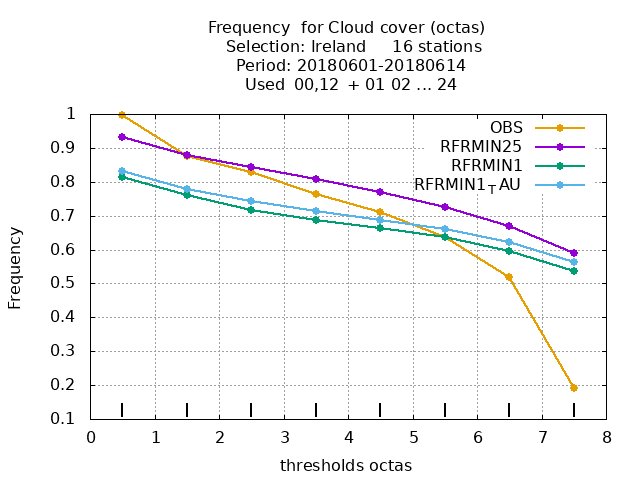 Frequency  for Cloud cover (octas)
Selection: Ireland     16 stations
Period: 20180601-20180614
Used  00,12  + 01 02 ... 24
OBS
RFRMIN25
RFRMIN1
RFRMIN1_TAU
1
0.9
0.8
0.7
0.6
0.5
0.4
0.3
0.2
0.1
Frequency
0 1 2 3 4 5 6 7 8
thresholds octas